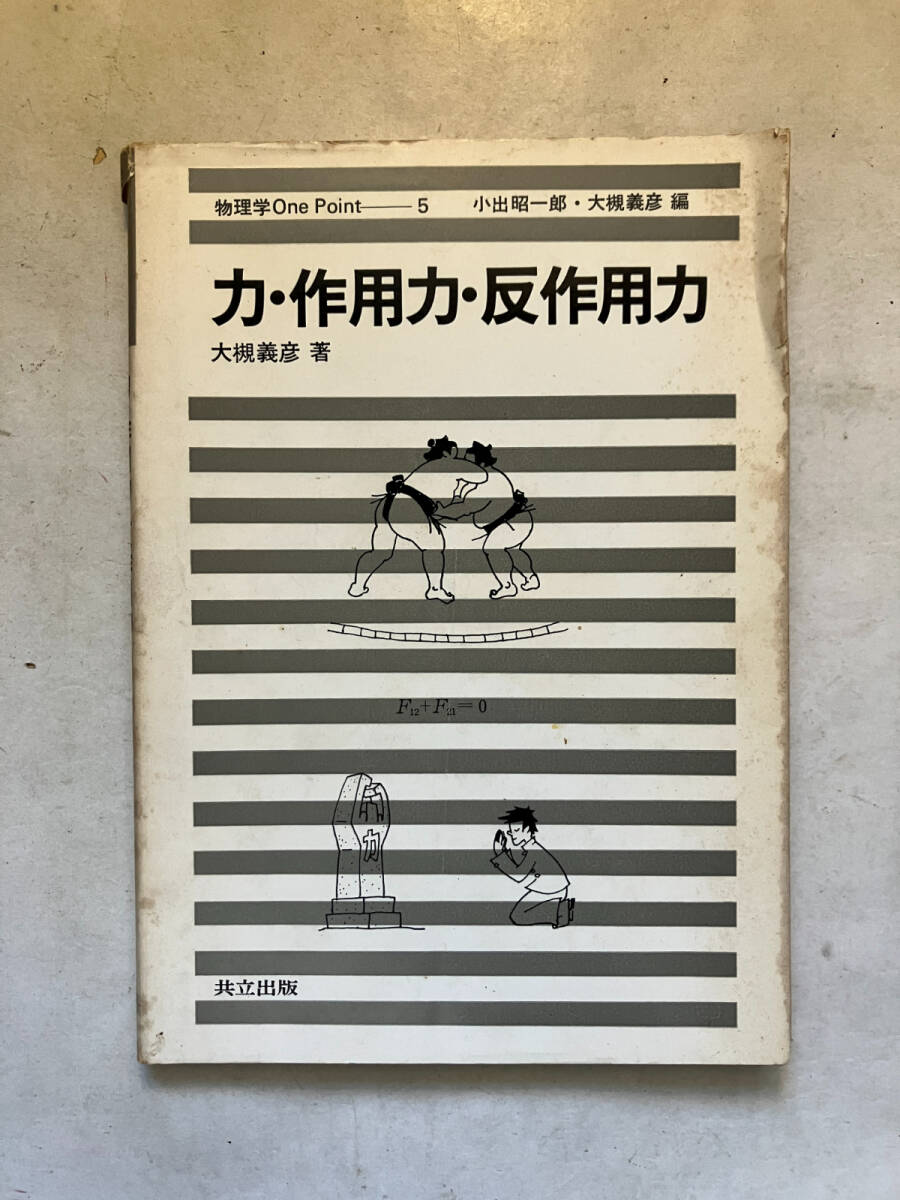 物理学One Point——5 小出昭一郎・大槻義彦 編
力・作用力・反作用力
大槻義彦 著
F₁₂+F₂₁=0
力
共立出版